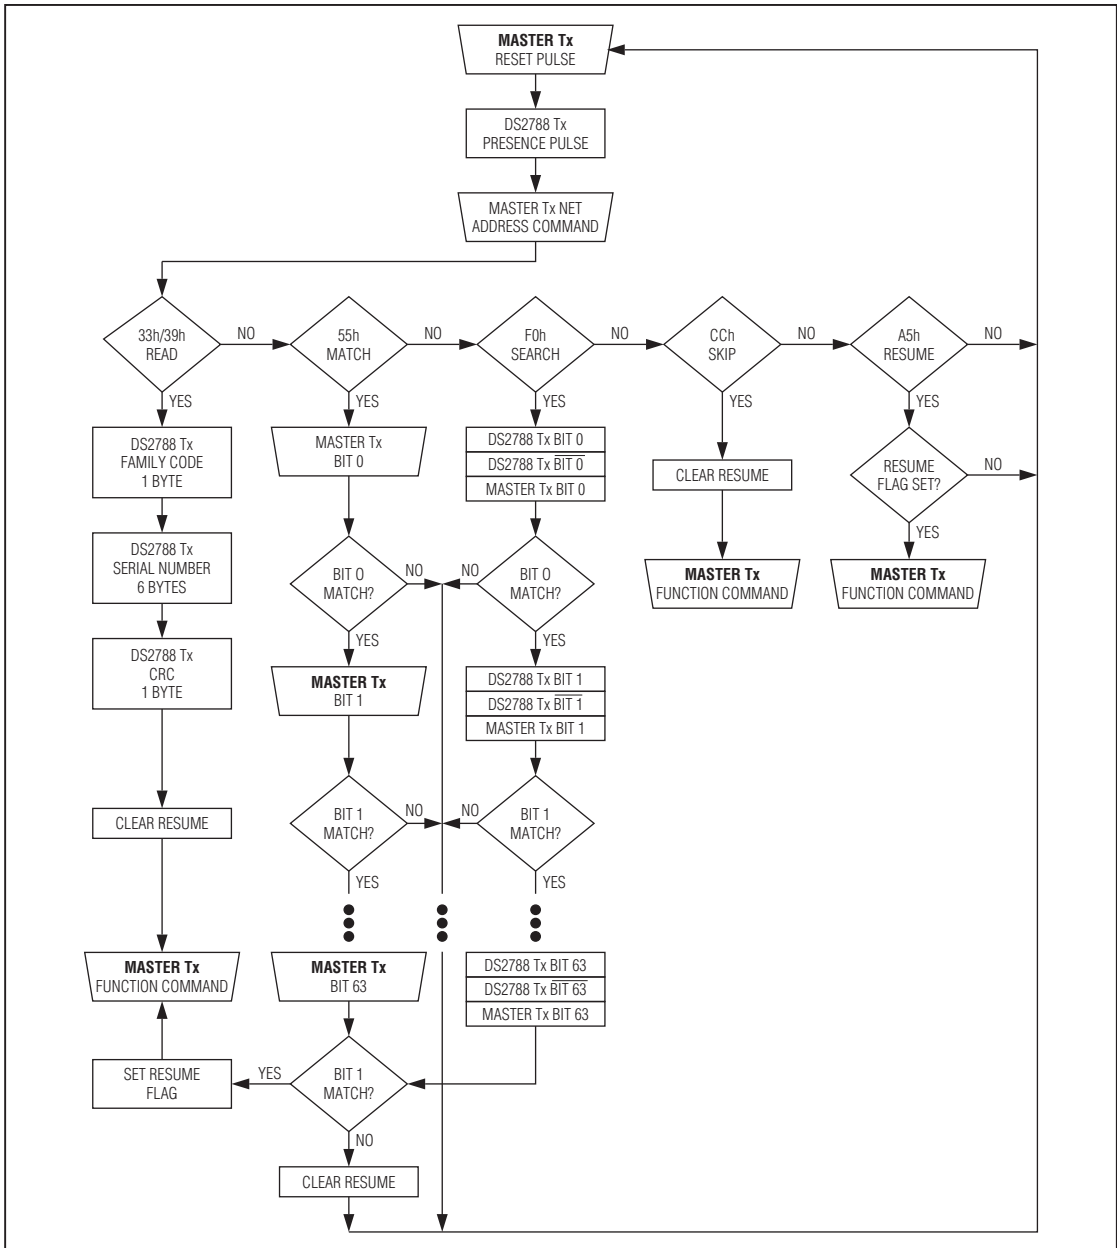 MASTER Tx
RESET PULSE
DS2788 Tx
PRESENCE PULSE
MASTER Tx NET
ADDRESS COMMAND
33h/39h
READ
NO
YES
55h
MATCH
NO
YES
F0h
SEARCH
NO
YES
CCh
SKIP
NO
YES
A5h
RESUME
NO
YES
DS2788 Tx
FAMILY CODE
1 BYTE
DS2788 Tx
SERIAL NUMBER
6 BYTES
DS2788 Tx
CRC
1 BYTE
CLEAR RESUME
MASTER Tx
FUNCTION COMMAND
SET RESUME
FLAG
MASTER Tx
BIT 0
BIT O
MATCH?
NO
YES
MASTER Tx
BIT 1
BIT 1
MATCH?
NO
YES
MASTER Tx
BIT 63
BIT 1
MATCH?
YES
NO
CLEAR RESUME
DS2788 Tx BIT 0
DS2788 Tx B̅I̅T̅ ̅0̅
MASTER Tx BIT 0
BIT O
MATCH?
NO
YES
DS2788 Tx BIT 1
DS2788 Tx B̅I̅T̅ ̅1̅
MASTER Tx BIT 1
BIT 1
MATCH?
NO
YES
DS2788 Tx BIT 63
DS2788 Tx B̅I̅T̅ ̅6̅3̅
MASTER Tx BIT 63
CLEAR RESUME
MASTER Tx
FUNCTION COMMAND
RESUME
FLAG SET?
NO
YES
MASTER Tx
FUNCTION COMMAND